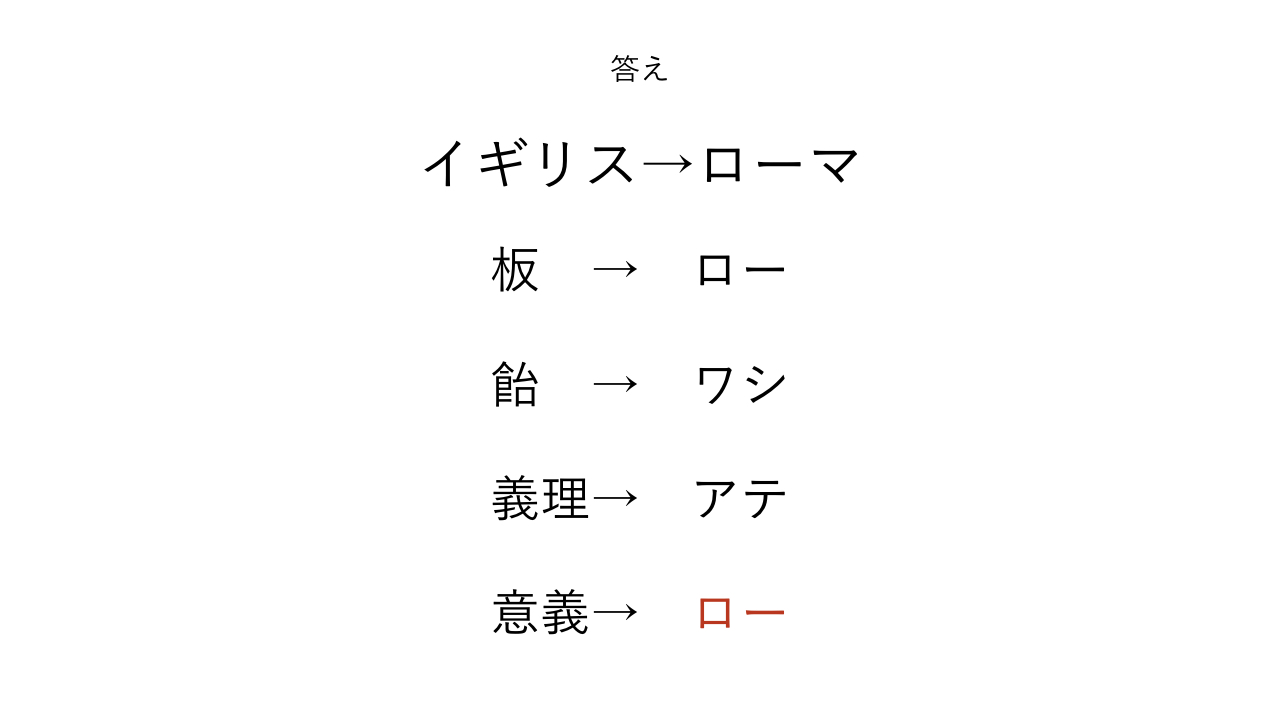 答え
イギリス→ローマ
板　→　ロー
飴　→　ワシ
義理→　アテ
意義→　ロー